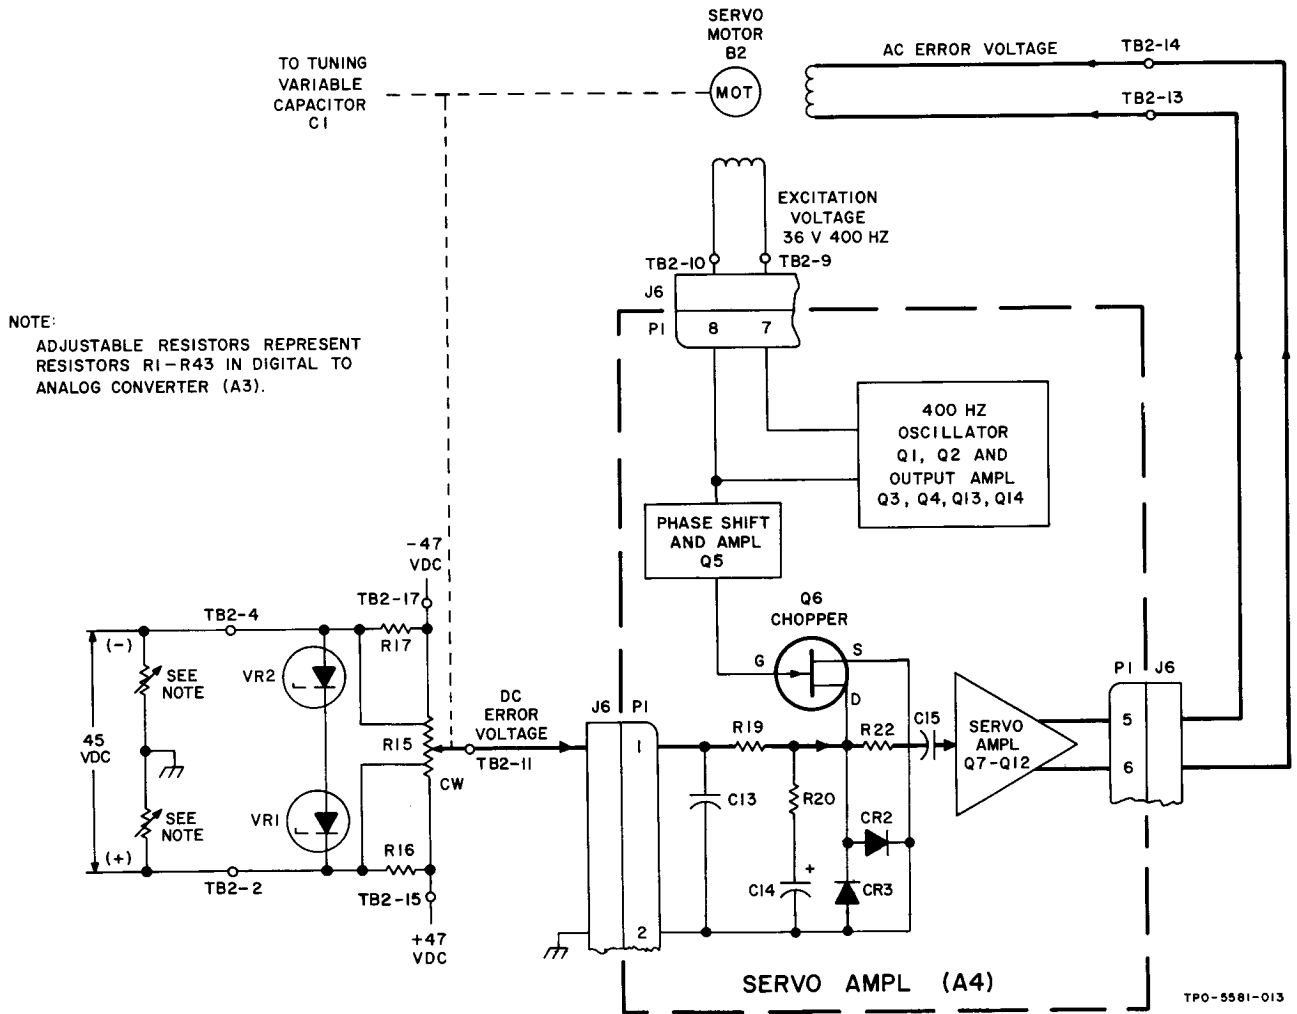 SERVO
MOTOR
B2
AC ERROR VOLTAGE
TB2-14
TO TUNING
VARIABLE
CAPACITOR
C1
MOT
TB2-13
EXCITATION
VOLTAGE
36 V 400 HZ
TB2-10
TB2-9
J6
P1
8
7
NOTE:
ADJUSTABLE RESISTORS REPRESENT
RESISTORS R1-R43 IN DIGITAL TO
ANALOG CONVERTER (A3).
400 HZ
OSCILLATOR
Q1, Q2 AND
OUTPUT AMPL
Q3, Q4, Q13, Q14
PHASE SHIFT
AND AMPL
Q5
-47
VDC
TB2-17
TB2-4
R17
(-)
SEE
NOTE
VR2
45
VDC
R15
CW
DC
ERROR
VOLTAGE
TB2-11
SEE
NOTE
VR1
(+)
R16
TB2-2
TB2-15
+47
VDC
Q6
CHOPPER
G
S
D
J6
P1
1
2
R19
R22
C15
C13
R20
CR2
+
C14
CR3
SERVO
AMPL
Q7-Q12
P1
J6
5
6
SERVO AMPL (A4)
TPO-5581-013